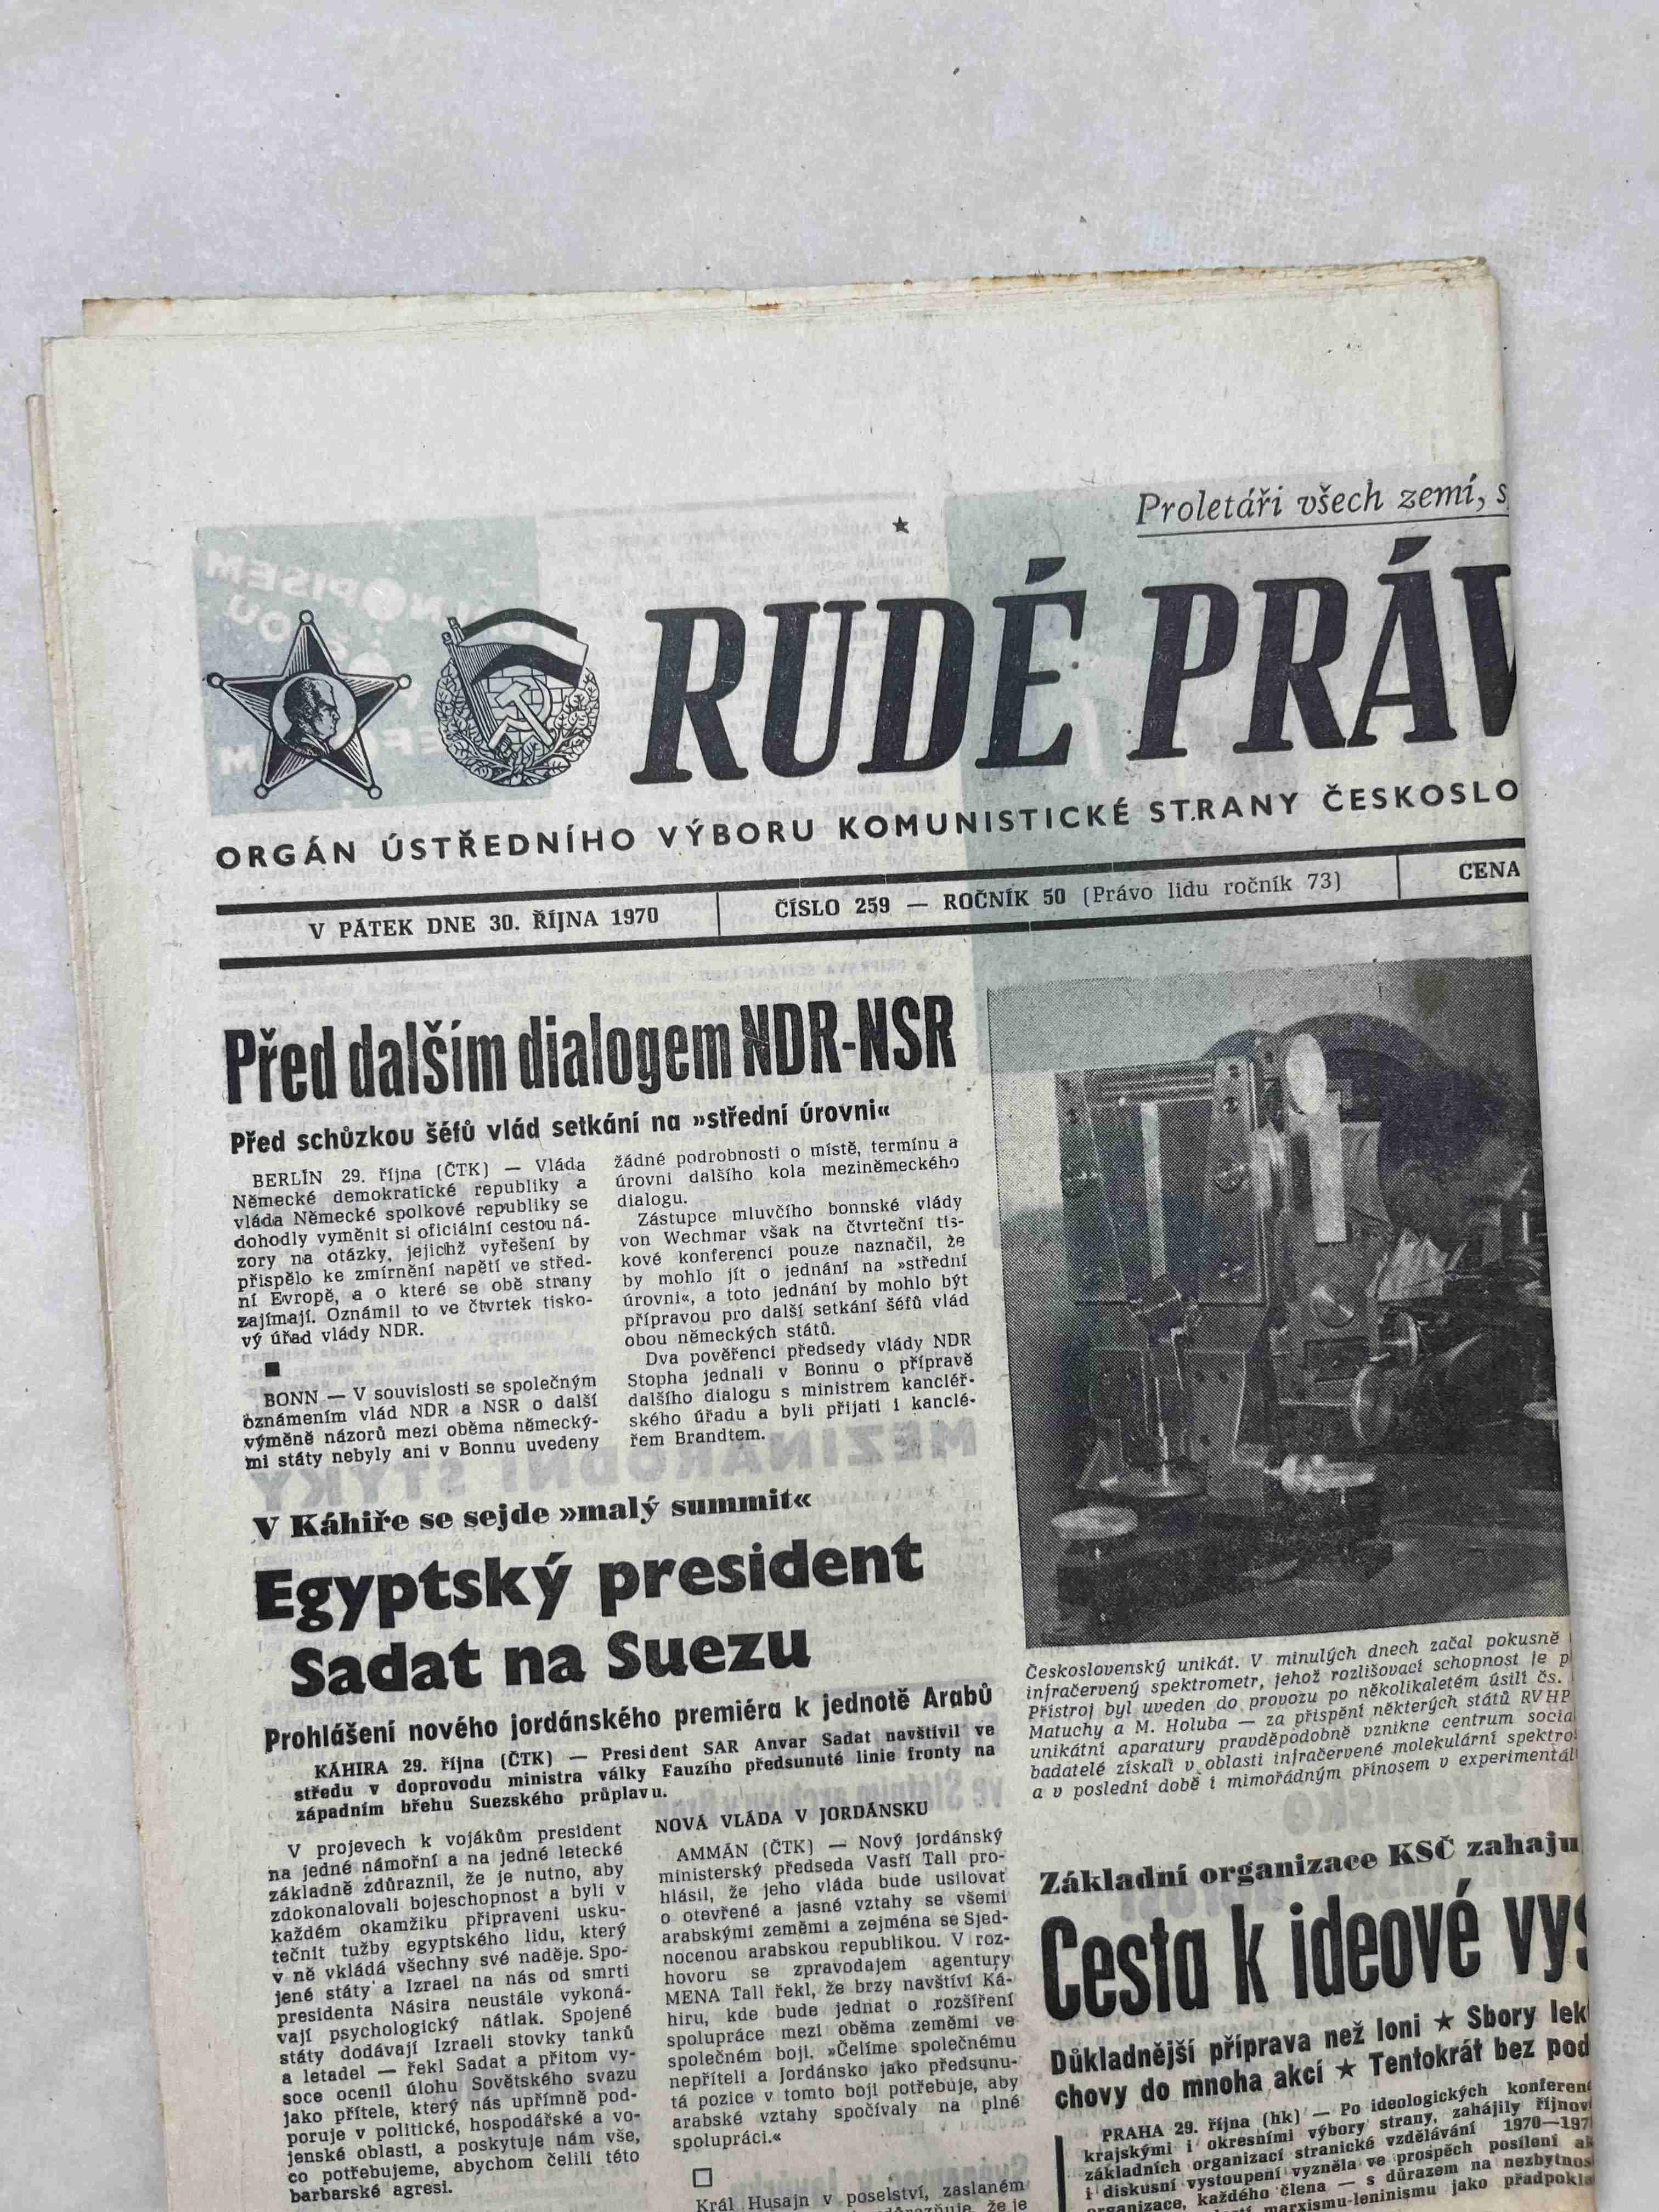 Proletáři všech zemí,
RUDÉ PRÁV
ORGÁN ÚSTŘEDNÍHO VÝBORU KOMUNISTICKÉ STRANY ČESKOSLO
V PÁTEK DNE 30. ŘÍJNA 1970
ČÍSLO 259 — ROČNÍK 50 (Právo lidu ročník 73)
CENA
Před dalším dialogem NDR-NSR
Před schůzkou šéfů vlád setkání na »střední úrovni«
BERLÍN 29. října (ČTK) — Vláda
Německé demokratické republiky a
vláda Německé spolkové republiky se
dohodly vyměnit si oficiální cestou ná-
zory na otázky, jejichž vyřešení by
přispělo ke zmírnění napětí ve střed-
ní Evropě, a o které se obě strany
zajímají. Oznámil to ve čtvrtek tisko-
vý úřad vlády NDR.
BONN — V souvislosti se společným
oznámením vlád NDR a NSR o další
výměně názorů mezi oběma německý-
mi státy nebyly ani v Bonnu uvedeny
žádné podrobnosti o místě, termínu a
úrovni dalšího kola meziněmeckého
dialogu.
Zástupce mluvčího bonnské vlády
von Wechmar však na čtvrteční tis-
kové konferenci pouze naznačil, že
by mohlo jít o jednání na »střední
úrovni«, a toto jednání by mohlo být
přípravou pro další setkání šéfů vlád
obou německých států.
Dva pověřenci předsedy vlády NDR
Stopha jednali v Bonnu o přípravě
dalšího dialogu s ministrem kancléř-
ského úřadu a byli přijati i kanclé-
řem Brandtem.
V Káhiře se sejde »malý summit«
Egyptský president
Sadat na Suezu
Prohlášení nového jordánského premiéra k jednotě Arabů
KÁHIRA 29. října (ČTK) — President SAR Anvar Sadat navštívil ve
středu v doprovodu ministra války Fauzího předsunuté linie fronty na
západním břehu Suezského průplavu.
V projevech k vojákům president
na jedné námořní a na jedné letecké
základně zdůraznil, že je nutno, aby
zdokonalovali bojeschopnost a byli v
každém okamžiku připraveni usku-
tečnit tužby egyptského lidu, který
v ně vkládá všechny své naděje. Spo-
jené státy a Izrael na nás od smrti
presidenta Násira neustále vykoná-
vají psychologický nátlak. Spojené
státy dodávají Izraeli stovky tanků
a letadel — řekl Sadat a přitom vy-
soce ocenil úlohu Sovětského svazu
jako přítele, který nás upřímně pod-
poruje v politické, hospodářské a vo-
jenské oblasti, a poskytuje nám vše,
co potřebujeme, abychom čelili této
barbarské agresi.
NOVÁ VLÁDA V JORDÁNSKU
AMMÁN (ČTK) — Nový jordánský
ministerský předseda Vasfí Tall pro-
hlásil, že jeho vláda bude usilovat
o otevřené a jasné vztahy se všemi
arabskými zeměmi a zejména se Sjed-
nocenou arabskou republikou. V roz-
hovoru se zpravodajem agentury
MENA Tall řekl, že brzy navštíví Ká-
hiru, kde bude jednat o rozšíření
spolupráce mezi oběma zeměmi ve
společném boji. »Čelíme společnému
nepříteli a Jordánsko jako předsunu-
tá pozice v tomto boji potřebuje, aby
arabské vztahy spočívaly na plné
spolupráci.«
Král Husajn v poselství, zaslaném
že je
Československý unikát. V minulých dnech začal pokusně
infračervený spektrometr, jehož rozlišovací schopnost je
Přístroj byl uveden do provozu po několikaletém úsilí čs.
Matuchy a M. Holuba — za přispění některých států RVHP
unikátní aparatury pravděpodobně vznikne centrum socia
badatelé získali v oblasti infračervené molekulární spektro
a v poslední době i mimořádným přínosem v experimentál
Základní organizace KSČ zahaju
Cesta k ideové vys
Důkladnější příprava než loni ★ Sbory lek
chovy do mnoha akcí ★ Tentokrát bez pod
PRAHA 29. října (hk) — Po ideologických konferen
krajskými i okresními výbory strany, zahájily říjnov
základních organizací stranické vzdělávání 1970—197
i diskusní vystoupení vyzněla ve prospěch posílení
organizace, každého člena — s důrazem na nezbytnos
marxismu-leninismu jako předpokla